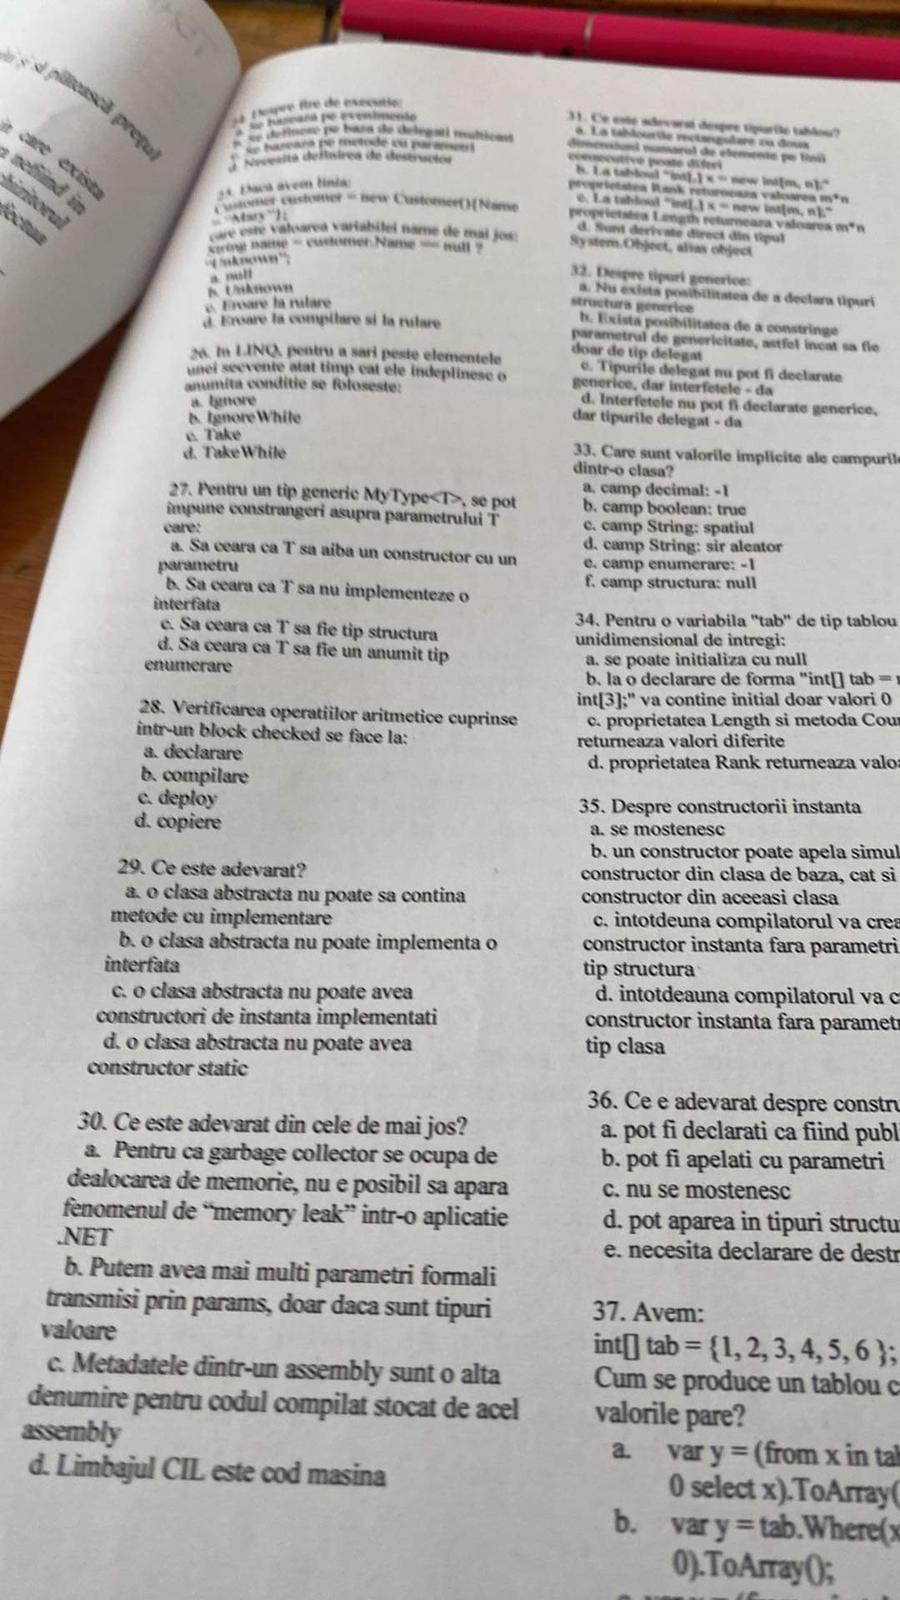 si sa plătească prețul
in care exista
24. Despre fire de executie:
a. se bazeaza pe evenimente
b. se definesc pe baza de delegati multicast
c. se bazeaza pe metode cu parametri
d. Necesita definirea de destructor
25. Daca avem linia:
Customer customer = new Customer(){Name
= "Mary"};
care este valoarea variabilei name de mai jos:
string name = customer.Name == null ?
"Unknown";
a. null
b. Unknown
c. Eroare la rulare
d. Eroare la compilare si la rulare
26. In LINQ, pentru a sari peste elementele
unei secvente atat timp cat ele indeplinesc o
anumita conditie se foloseste:
a. Ignore
b. IgnoreWhile
c. Take
d. TakeWhile
27. Pentru un tip generic MyType<T>, se pot
impune constrangeri asupra parametrului T
care:
a. Sa ceara ca T sa aiba un constructor cu un
parametru
b. Sa ceara ca T sa nu implementeze o
interfata
c. Sa ceara ca T sa fie tip structura
d. Sa ceara ca T sa fie un anumit tip
enumerare
28. Verificarea operatiilor aritmetice cuprinse
intr-un block checked se face la:
a. declarare
b. compilare
c. deploy
d. copiere
29. Ce este adevarat?
a. o clasa abstracta nu poate sa contina
metode cu implementare
b. o clasa abstracta nu poate implementa o
interfata
c. o clasa abstracta nu poate avea
constructori de instanta implementati
d. o clasa abstracta nu poate avea
constructor static
30. Ce este adevarat din cele de mai jos?
a. Pentru ca garbage collector se ocupa de
dealocarea de memorie, nu e posibil sa apara
fenomenul de “memory leak” intr-o aplicatie
.NET
b. Putem avea mai multi parametri formali
transmisi prin params, doar daca sunt tipuri
valoare
c. Metadatele dintr-un assembly sunt o alta
denumire pentru codul compilat stocat de acel
assembly
d. Limbajul CIL este cod masina
31. Ce este adevarat despre tipurile tablou?
a. La tablourile rectangulare cu doua
dimensiuni numarul de elemente pe linii
consecutive poate diferi
b. La tabloul "int[,] x = new int[m, n];"
proprietatea Rank returneaza valoarea m*n
c. La tabloul "int[,] x = new int[m, n];"
proprietatea Length returneaza valoarea m*n
d. Sunt derivate direct din tipul
System.Object, alias object
32. Despre tipuri generice:
a. Nu exista posibilitatea de a declara tipuri
structura generice
b. Exista posibilitatea de a constringe
parametrul de genericitate, astfel incat sa fie
doar de tip delegat
c. Tipurile delegat nu pot fi declarate
generice, dar interfetele - da
d. Interfetele nu pot fi declarate generice,
dar tipurile delegat - da
33. Care sunt valorile implicite ale campurile
dintr-o clasa?
a. camp decimal: -1
b. camp boolean: true
c. camp String: spatiul
d. camp String: sir aleator
e. camp enumerare: -1
f. camp structura: null
34. Pentru o variabila "tab" de tip tablou
unidimensional de intregi:
a. se poate initializa cu null
b. la o declarare de forma "int[] tab =
int[3];" va contine initial doar valori 0
c. proprietatea Length si metoda Cou
returneaza valori diferite
d. proprietatea Rank returneaza valoa
35. Despre constructorii instanta
a. se mostenesc
b. un constructor poate apela simul
constructor din clasa de baza, cat si
constructor din aceeasi clasa
c. intotdeuna compilatorul va crea
constructor instanta fara parametri
tip structura
d. intotdeauna compilatorul va c
constructor instanta fara parametr
tip clasa
36. Ce e adevarat despre constru
a. pot fi declarati ca fiind publ
b. pot fi apelati cu parametri
c. nu se mostenesc
d. pot aparea in tipuri structu
e. necesita declarare de destr
37. Avem:
int[] tab = {1, 2, 3, 4, 5, 6 };
Cum se produce un tablou c
valorile pare?
a. var y = (from x in tab
0 select x).ToArray(
b. var y = tab.Where(x
0).ToArray();